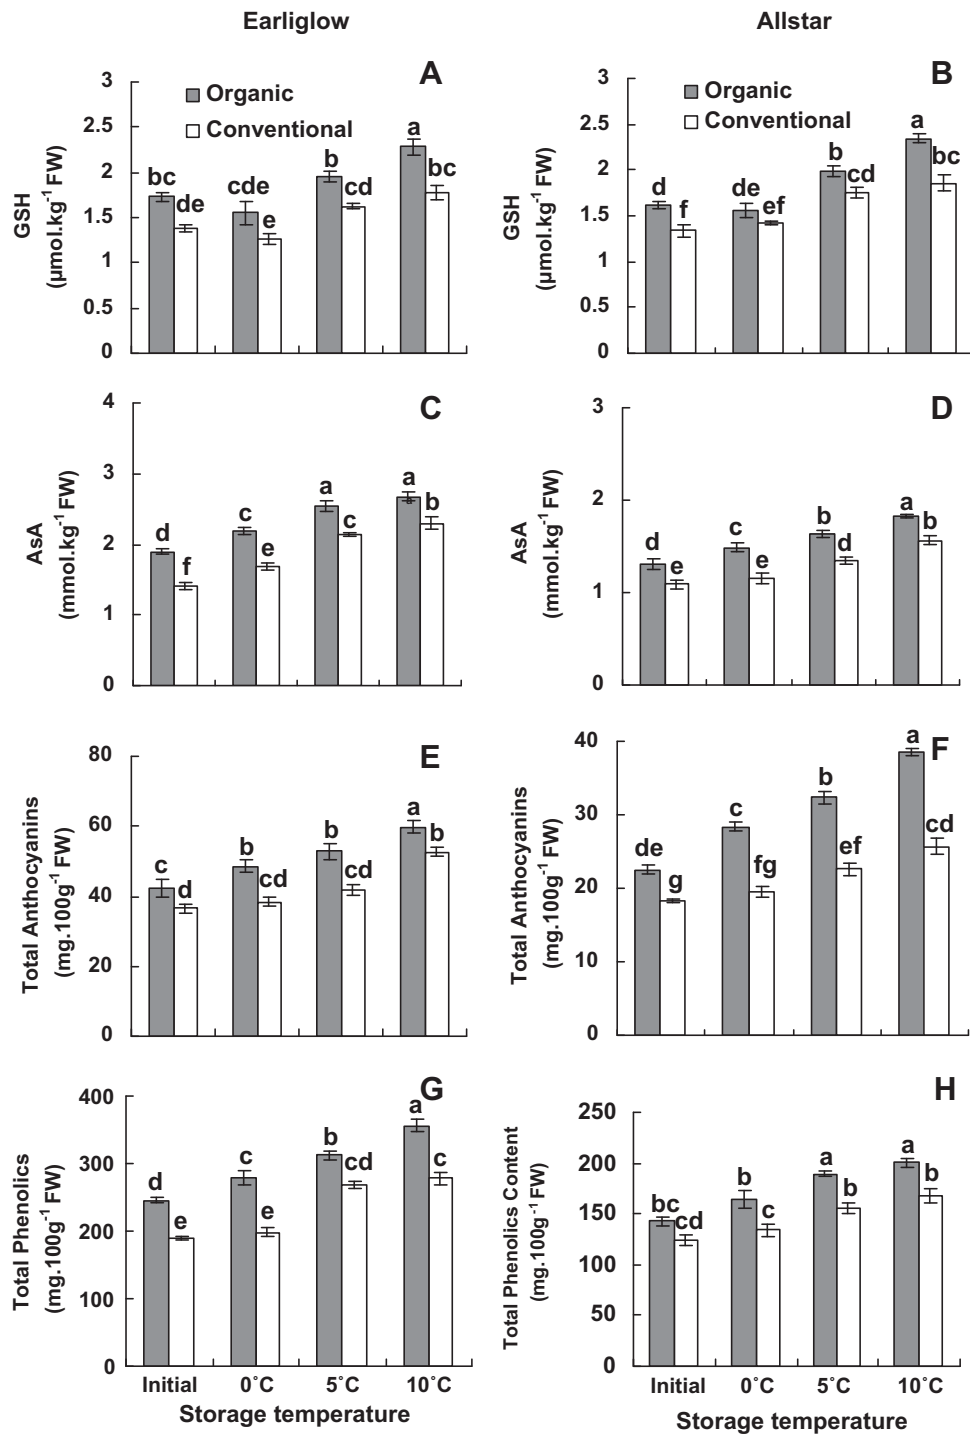 Earliglow
Allstar
A
3
2.5
2
1.5
1
0.5
0
GSH
(µmol.kg-1 FW)
Organic
Conventional
bc
de
cde
e
b
cd
a
bc
B
3
2.5
2
1.5
1
0.5
0
GSH
(µmol.kg-1 FW)
Organic
Conventional
d
f
de
ef
b
cd
a
bc
C
4
3
2
1
0
AsA
(mmol.kg-1 FW)
d
f
c
e
a
c
a
b
D
3
2
1
0
AsA
(mmol.kg-1 FW)
d
e
c
e
b
d
a
b
E
80
60
40
20
0
Total Anthocyanins
(mg.100g-1 FW)
c
d
b
cd
b
cd
a
b
F
40
30
20
10
0
Total Anthocyanins
(mg.100g-1 FW)
de
g
c
fg
b
ef
a
cd
G
400
300
200
100
0
Total Phenolics
(mg.100g-1 FW)
d
e
c
e
b
cd
a
c
Initial 0˚C 5˚C 10˚C
Storage temperature
H
250
200
150
100
50
0
Total Phenolics Content
(mg.100g-1 FW)
bc
cd
b
c
a
b
a
b
Initial 0˚C 5˚C 10˚C
Storage temperature